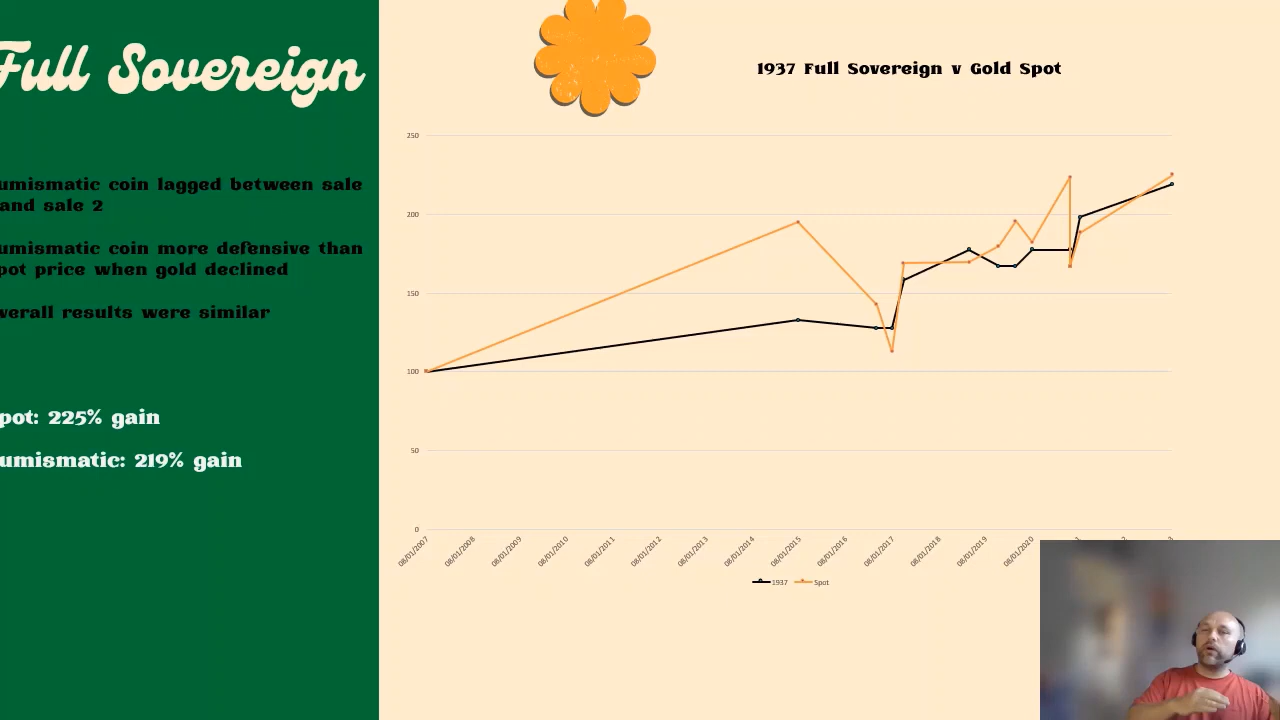 Full Sovereign
umismatic coin lagged between sale
and sale 2
umismatic coin more defensive than
pot price when gold declined
verall results were similar
pot: 225% gain
umismatic: 219% gain
1937 Full Sovereign v Gold Spot
250
200
150
100
50
0
08/01/2007
08/01/2008
08/01/2009
08/01/2010
08/01/2011
08/01/2012
08/01/2013
08/01/2014
08/01/2015
08/01/2016
08/01/2017
08/01/2018
08/01/2019
08/01/2020
1937 Spot